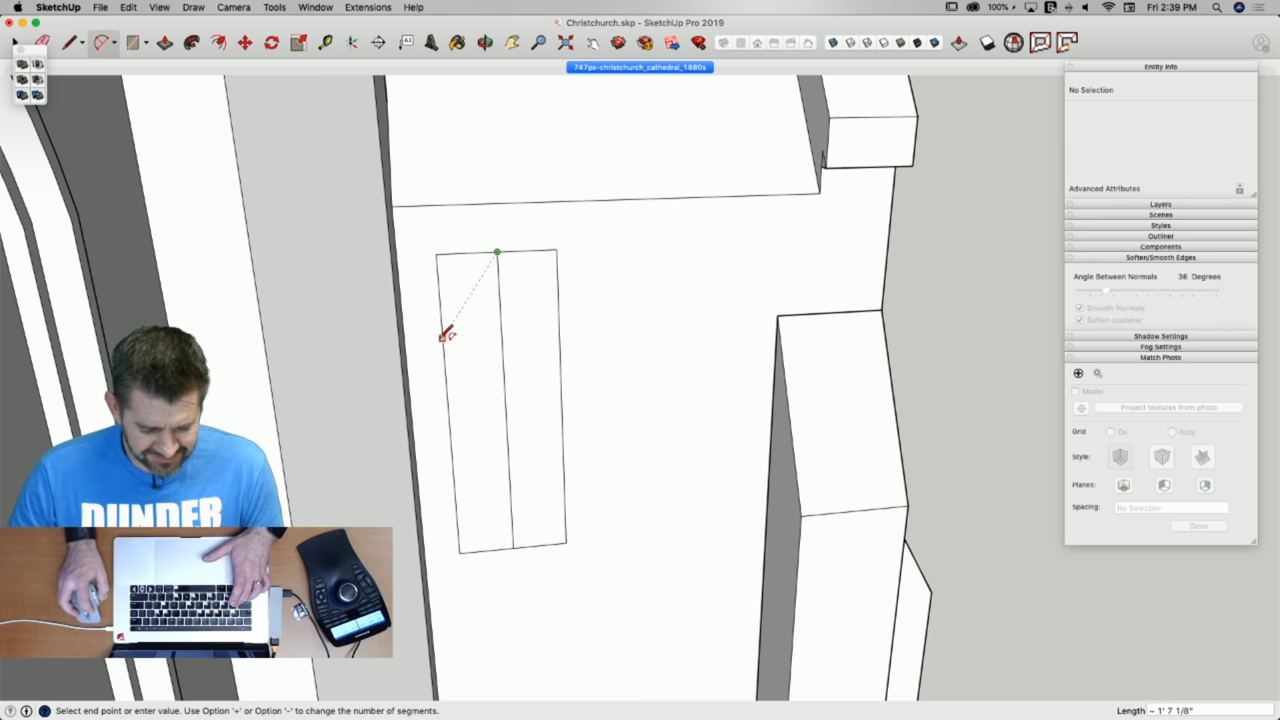 SketchUp File Edit View Draw Camera Tools Window Extensions Help
100% Fri 2:39 PM
Christchurch.skp - SketchUp Pro 2019
747px-christchurch_cathedral_1880s
Entity Info
No Selection
Advanced Attributes
Layers
Scenes
Styles
Outliner
Components
Soften/Smooth Edges
Angle Between Normals 36 Degrees
Smooth Normals
Soften coplanar
Shadow Settings
Fog Settings
Match Photo
Model
Project textures from photo
Grid On Auto
Style:
Planes:
Spacing: No Selection
Done
DUNDER
Select end point or enter value. Use Option '+' or Option '-' to change the number of segments.
Length ~ 1' 7 1/8"